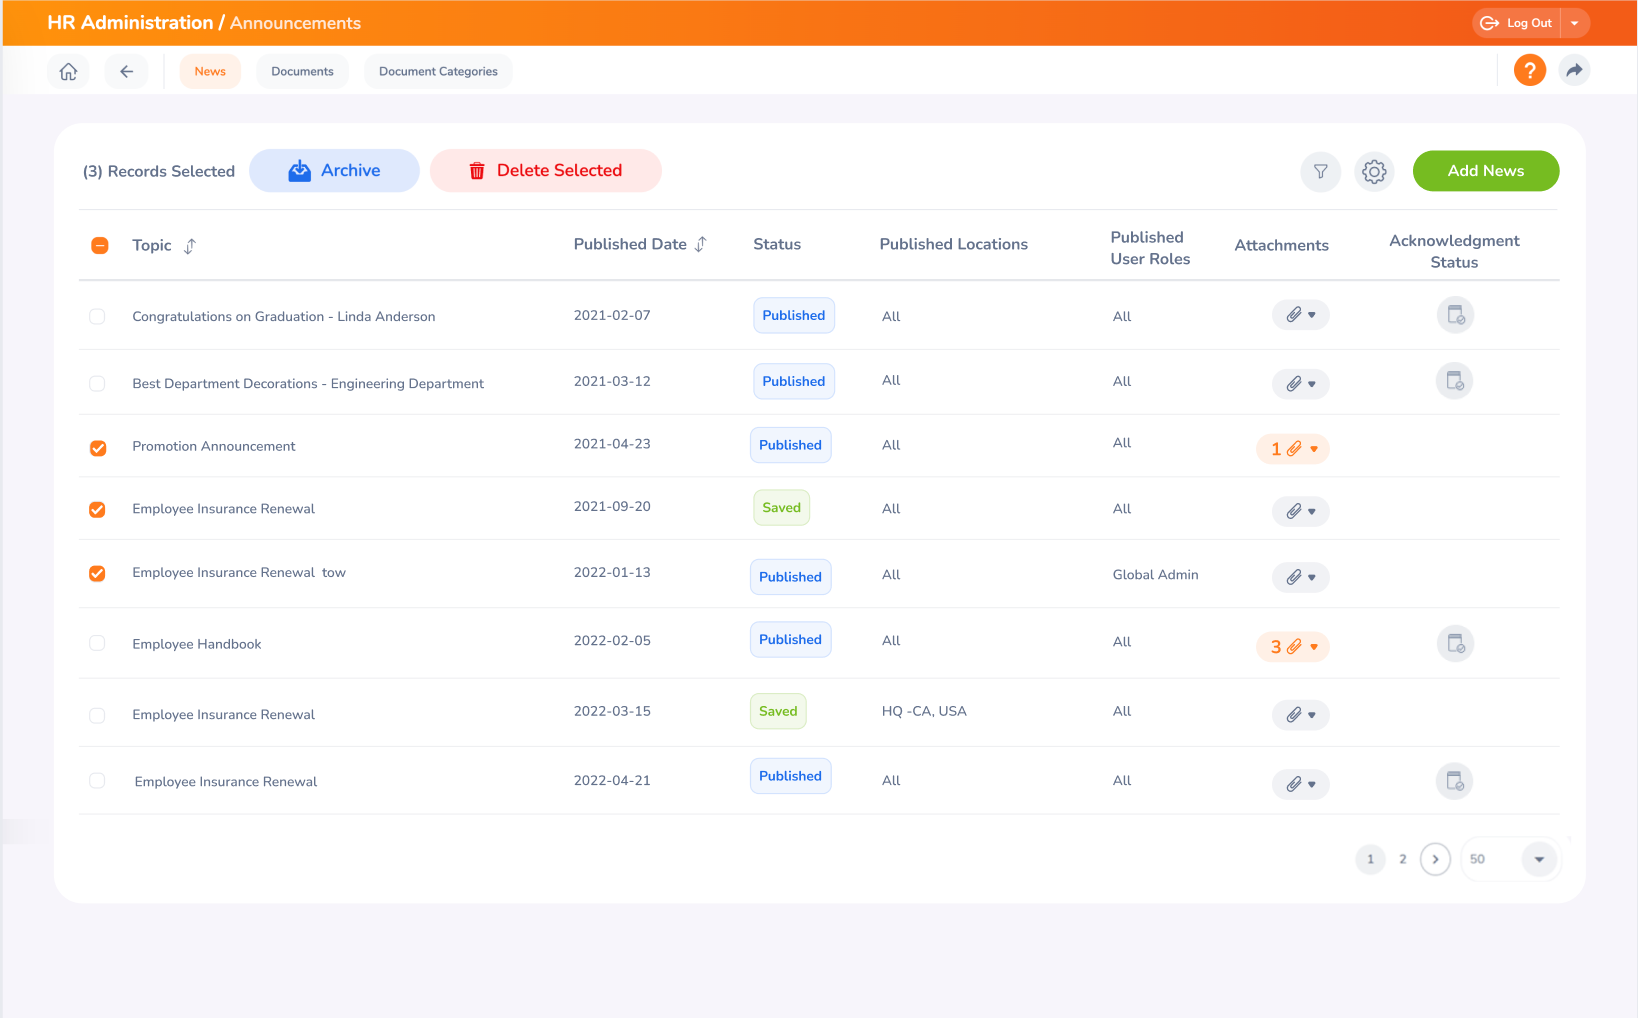 HR Administration / Announcements
Log Out
News
Documents
Document Categories
?
(3) Records Selected
Archive
Delete Selected
Add News
Topic
Published Date
Status
Published Locations
Published
User Roles
Attachments
Acknowledgment
Status
Congratulations on Graduation - Linda Anderson
2021-02-07
Published
All
All
Best Department Decorations - Engineering Department
2021-03-12
Published
All
All
Promotion Announcement
2021-04-23
Published
All
All
1
Employee Insurance Renewal
2021-09-20
Saved
All
All
Employee Insurance Renewal  tow
2022-01-13
Published
All
Global Admin
Employee Handbook
2022-02-05
Published
All
All
3
Employee Insurance Renewal
2022-03-15
Saved
HQ -CA, USA
All
Employee Insurance Renewal
2022-04-21
Published
All
All
1
2
50